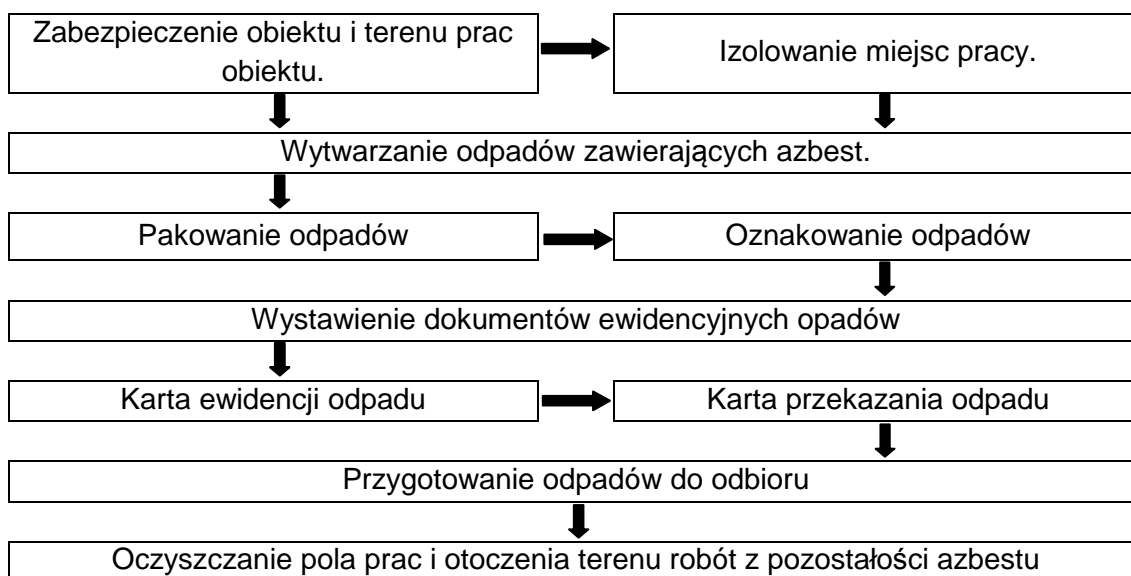 Zabezpieczenie obiektu i terenu prac
obiektu.
Izolowanie miejsc pracy.
Wytwarzanie odpadów zawierających azbest.
Pakowanie odpadów
Oznakowanie odpadów
Wystawienie dokumentów ewidencyjnych opadów
Karta ewidencji odpadu
Karta przekazania odpadu
Przygotowanie odpadów do odbioru
Oczyszczanie pola prac i otoczenia terenu robót z pozostałości azbestu